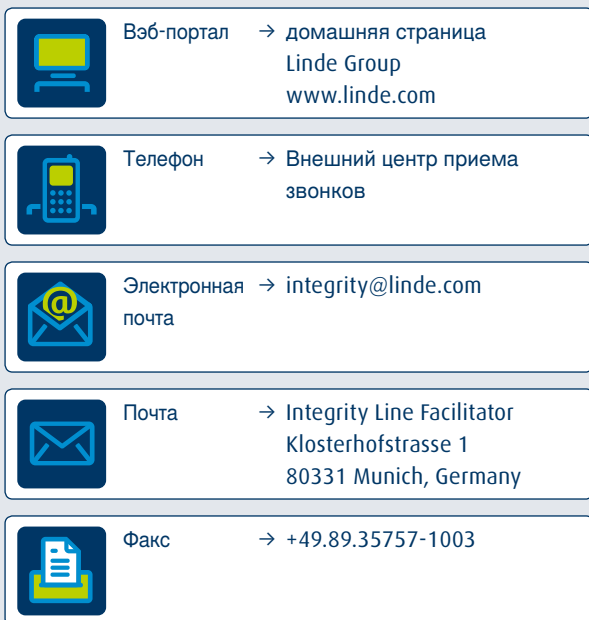 Вэб-портал → домашняя страница
Linde Group
www.linde.com
Телефон → Внешний центр приема
звонков
Электронная → integrity@linde.com
почта
@
Почта → Integrity Line Facilitator
Klosterhofstrasse 1
80331 Munich, Germany
Факс → +49.89.35757-1003